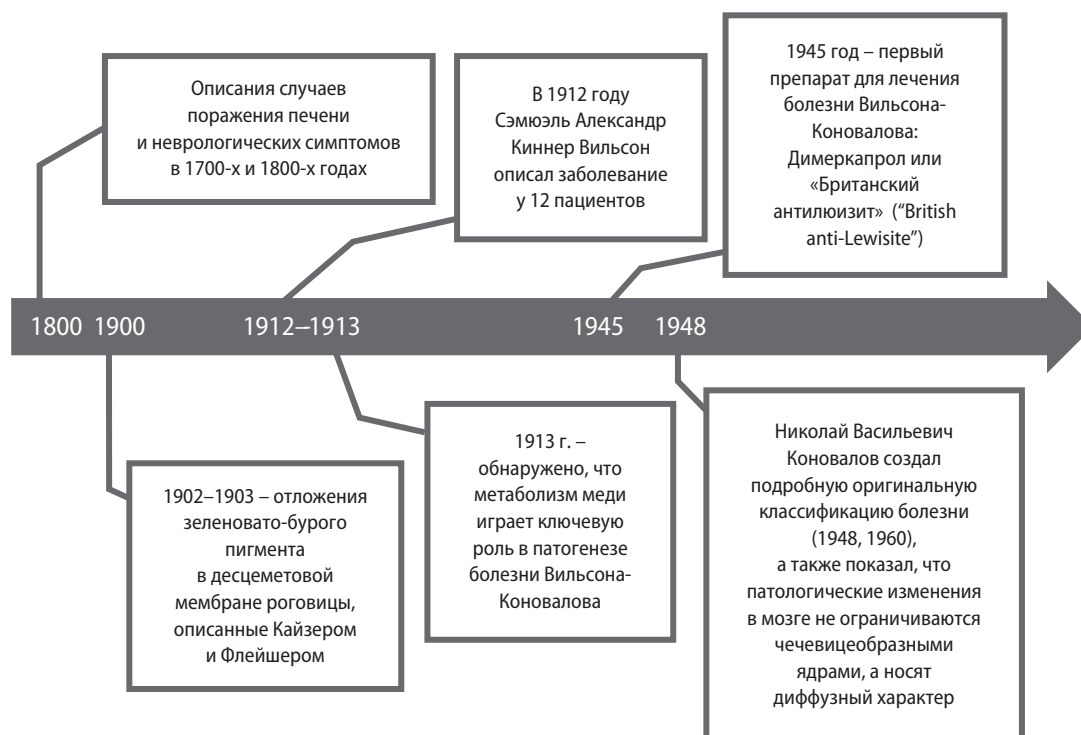 Описания случаев
поражения печени
и неврологических симптомов
в 1700-х и 1800-х годах
В 1912 году
Сэмюэль Александр
Киннер Вильсон
описал заболевание
у 12 пациентов
1945 год – первый
препарат для лечения
болезни Вильсона-
Коновалова:
Димеркапрол или
«Британский
антилюизит» (“British
anti-Lewisite”)
1800 1900 1912–1913 1945 1948
1902–1903 – отложения
зеленовато-бурого
пигмента
в десцеметовой
мембране роговицы,
описанные Кайзером
и Флейшером
1913 г. –
обнаружено, что
метаболизм меди
играет ключевую
роль в патогенезе
болезни Вильсона-
Коновалова
Николай Васильевич
Коновалов создал
подробную оригинальную
классификацию болезни
(1948, 1960),
а также показал, что
патологические изменения
в мозге не ограничиваются
чечевицеобразными
ядрами, а носят
диффузный характер